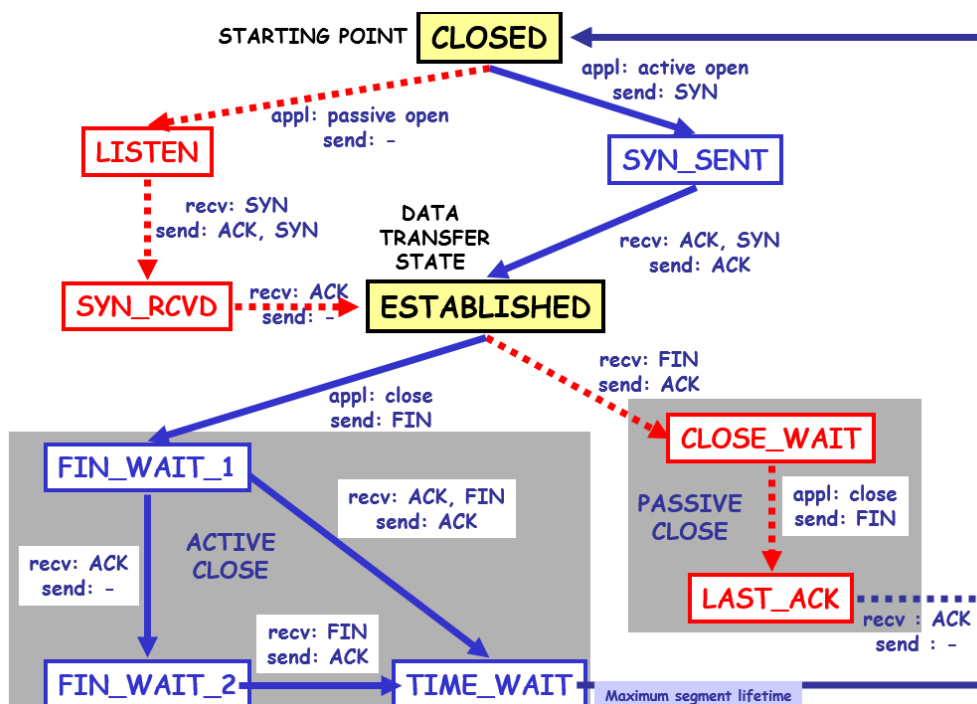 STARTING POINT
CLOSED
appl: active open
send: SYN
appl: passive open
send: -
LISTEN
SYN_SENT
recv: SYN
send: ACK, SYN
DATA
TRANSFER
STATE
recv: ACK, SYN
send: ACK
SYN_RCVD
recv: ACK
send: -
ESTABLISHED
recv: FIN
send: ACK
appl: close
send: FIN
CLOSE_WAIT
FIN_WAIT_1
recv: ACK, FIN
send: ACK
PASSIVE
CLOSE
appl: close
send: FIN
ACTIVE
CLOSE
recv: ACK
send: -
LAST_ACK
recv : ACK
send : -
recv: FIN
send: ACK
FIN_WAIT_2
TIME_WAIT
Maximum segment lifetime